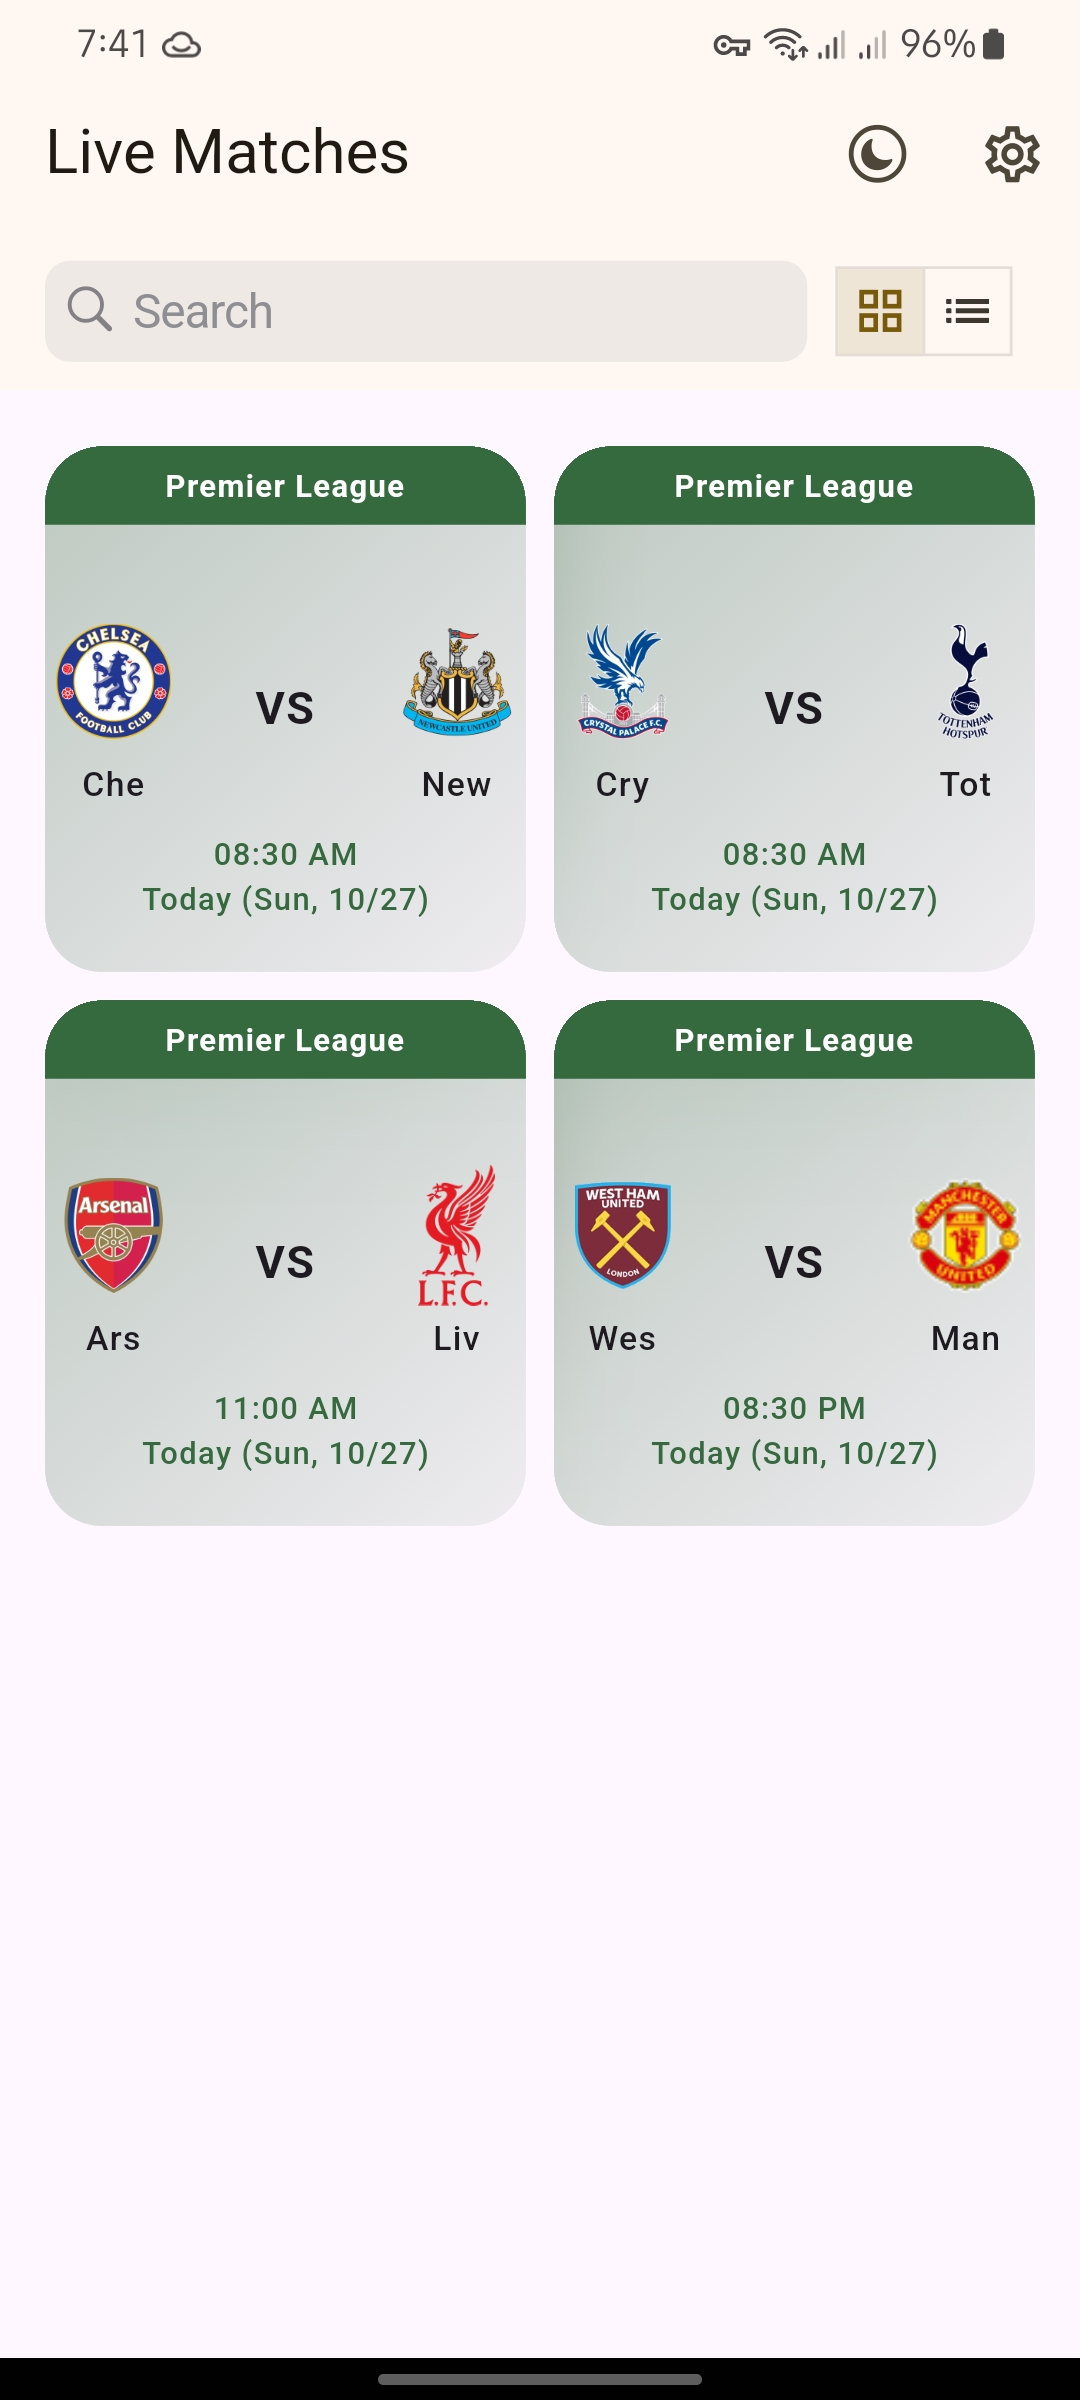 7:41 96%
Live Matches
Search
Premier League
CHELSEA
FOOTBALL CLUB
NEWCASTLE UNITED
VS
Che New
08:30 AM
Today (Sun, 10/27)
Premier League
CRYSTAL PALACE F.C.
TOTTENHAM
HOTSPUR
VS
Cry Tot
08:30 AM
Today (Sun, 10/27)
Premier League
Arsenal
L.F.C.
VS
Ars Liv
11:00 AM
Today (Sun, 10/27)
Premier League
WEST HAM
UNITED
LONDON
MANCHESTER
UNITED
VS
Wes Man
08:30 PM
Today (Sun, 10/27)